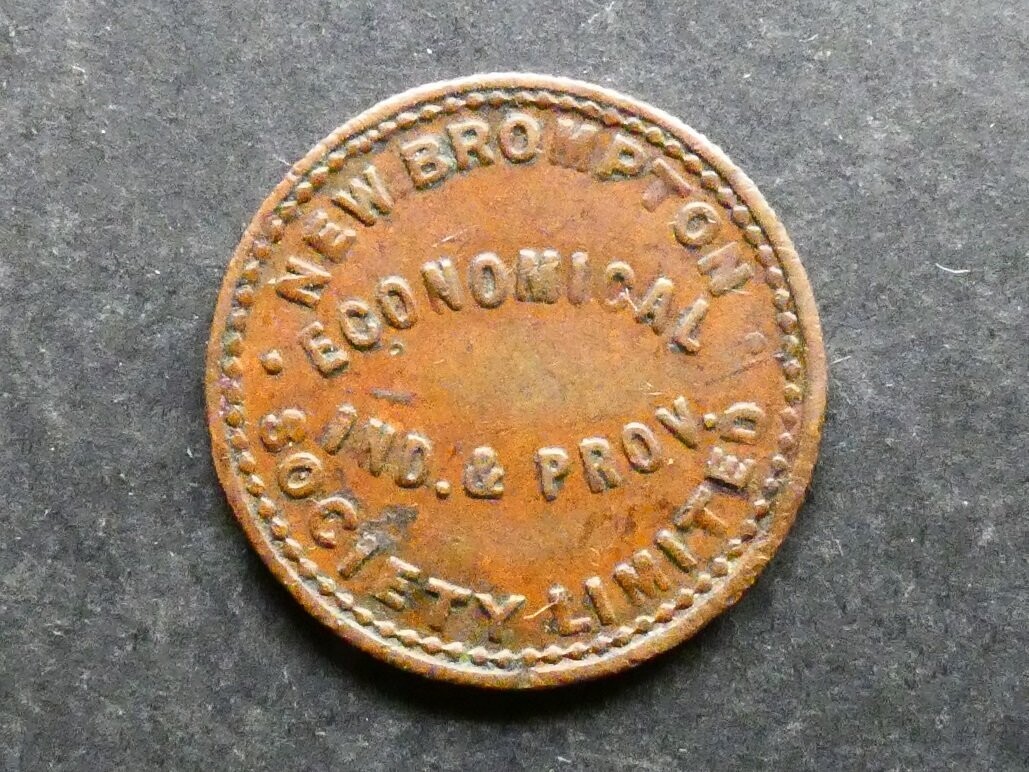 NEW BROMPTON
ECONOMICAL
IND. & PROV.
SOCIETY LIMITED